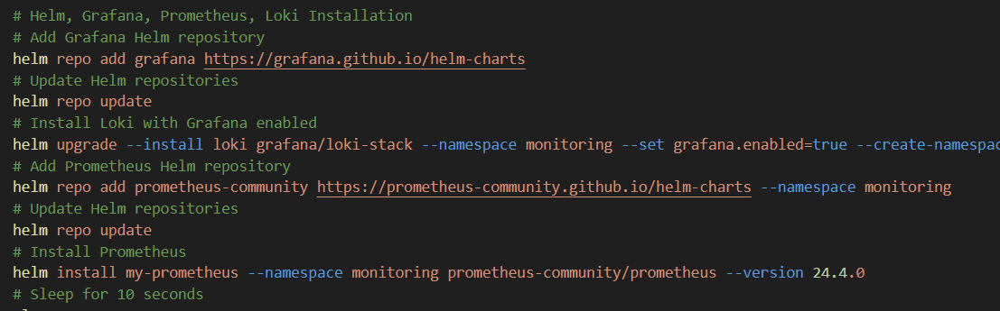 # Helm, Grafana, Prometheus, Loki Installation
# Add Grafana Helm repository
helm repo add grafana https://grafana.github.io/helm-charts
# Update Helm repositories
helm repo update
# Install Loki with Grafana enabled
helm upgrade --install loki grafana/loki-stack --namespace monitoring --set grafana.enabled=true --create-namespac
# Add Prometheus Helm repository
helm repo add prometheus-community https://prometheus-community.github.io/helm-charts --namespace monitoring
# Update Helm repositories
helm repo update
# Install Prometheus
helm install my-prometheus --namespace monitoring prometheus-community/prometheus --version 24.4.0
# Sleep for 10 seconds